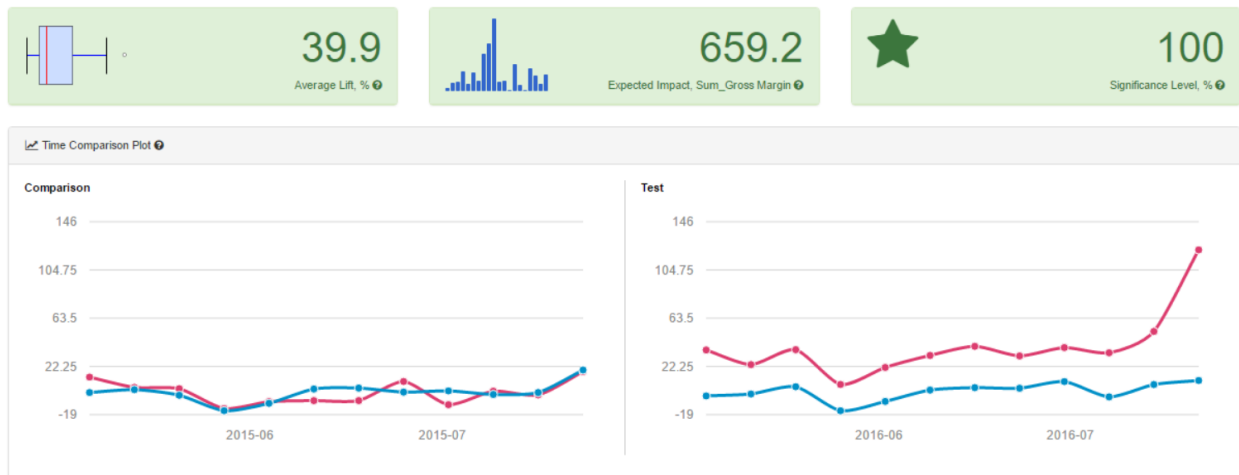 39.9
Average Lift, %
659.2
Expected Impact, Sum_Gross Margin
100
Significance Level, %
Time Comparison Plot
Comparison
146
104.75
63.5
22.25
-19
2015-06 2015-07
Test
146
104.75
63.5
22.25
-19
2016-06 2016-07